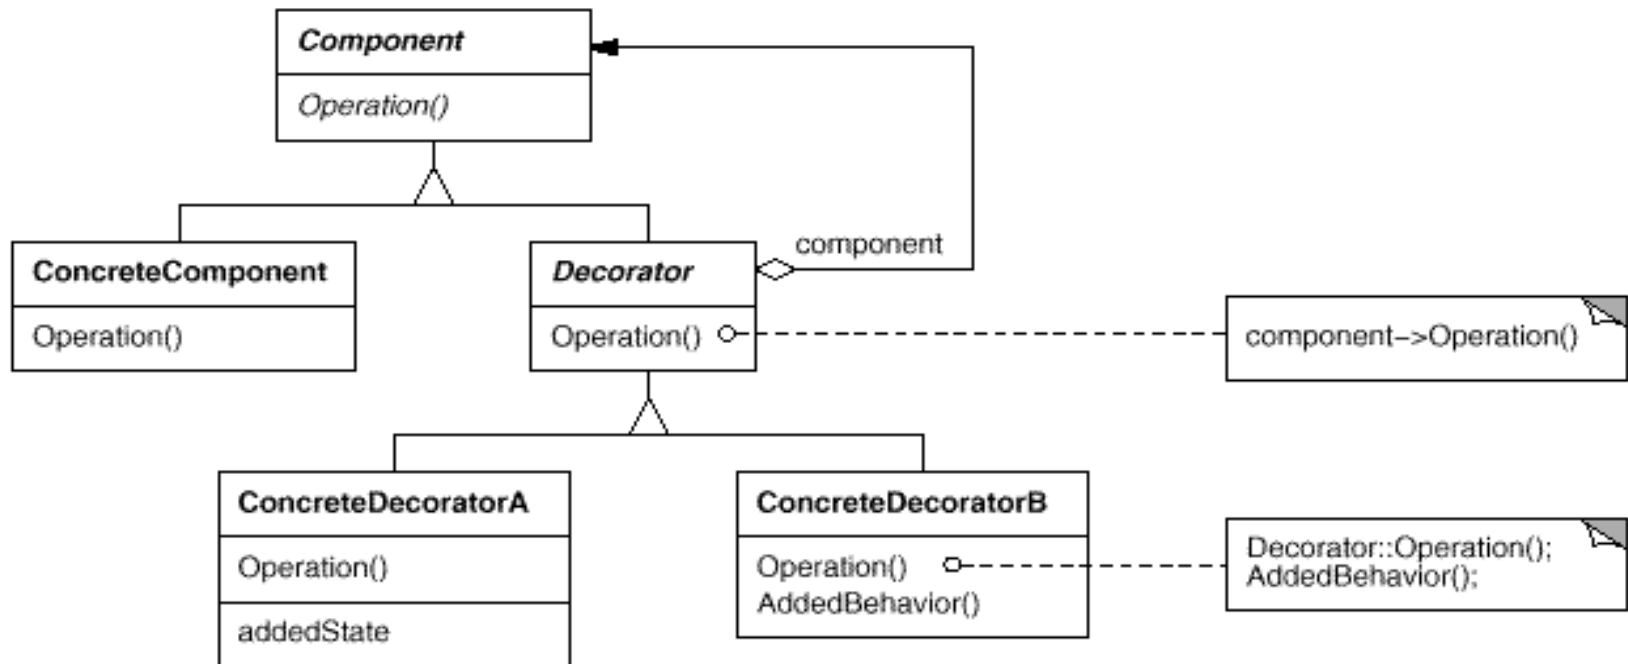 Component
Operation()
component
ConcreteComponent
Operation()
Decorator
Operation()
component->Operation()
ConcreteDecoratorA
Operation()
addedState
ConcreteDecoratorB
Operation()
AddedBehavior()
Decorator::Operation();
AddedBehavior();